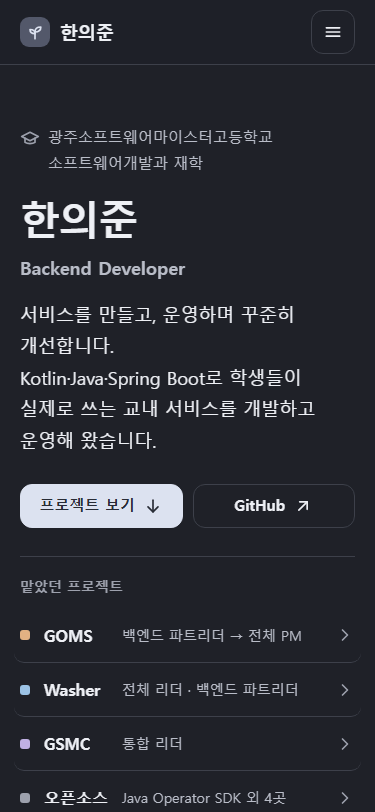 한의준
광주소프트웨어마이스터고등학교
소프트웨어개발과 재학
한의준
Backend Developer
서비스를 만들고, 운영하며 꾸준히
개선합니다.
Kotlin·Java·Spring Boot로 학생들이
실제로 쓰는 교내 서비스를 개발하고
운영해 왔습니다.
프로젝트 보기 ↓
GitHub ↗
맡았던 프로젝트
GOMS 백엔드 파트리더 → 전체 PM
Washer 전체 리더 · 백엔드 파트리더
GSMC 통합 리더
오픈소스 Java Operator SDK 외 4곳